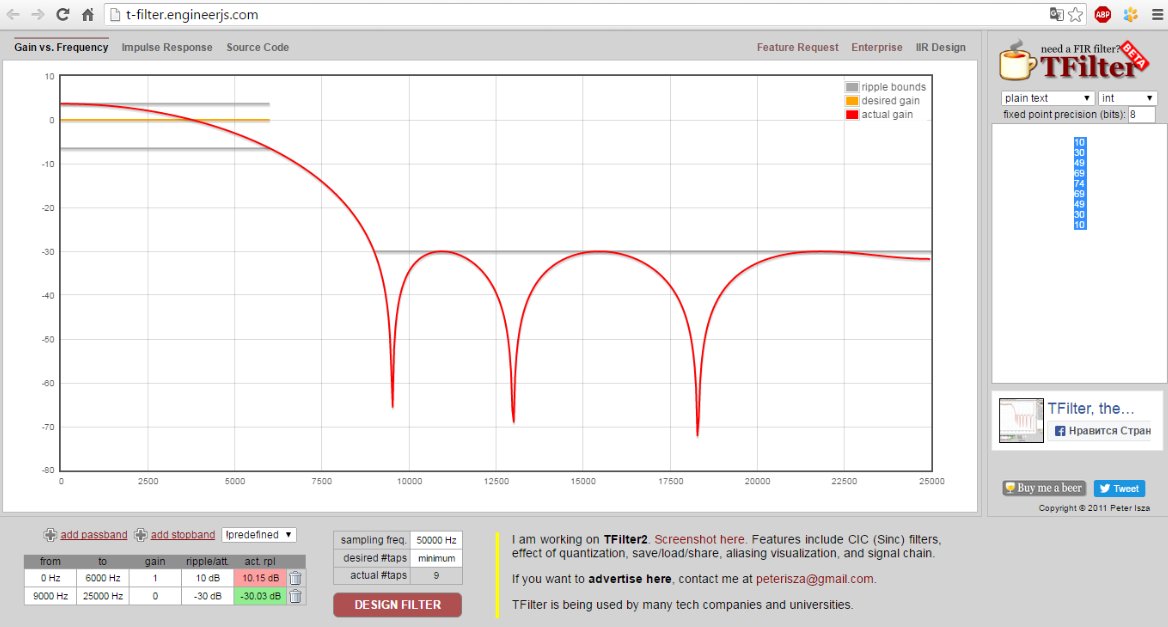 t-filter.engineerjs.com
ABP
Gain vs. Frequency Impulse Response Source Code
Feature Request Enterprise IIR Design
need a FIR filter?
TFilter
BETA
plain text
int
fixed point precision (bits): 8
10
30
49
69
74
69
49
30
10
ripple bounds
desired gain
actual gain
10
0
-10
-20
-30
-40
-50
-60
-70
-80
0 2500 5000 7500 10000 12500 15000 17500 20000 22500 25000
TFilter, the...
Нравится Стран
Buy me a beer
Tweet
Copyright © 2011 Peter Isza
add passband add stopband !predefined
from to gain ripple/att. act. rpl
0 Hz 6000 Hz 1 10 dB 10.15 dB
9000 Hz 25000 Hz 0 -30 dB -30.03 dB
sampling freq. 50000 Hz
desired #taps minimum
actual #taps 9
DESIGN FILTER
I am working on TFilter2. Screenshot here. Features include CIC (Sinc) filters,
effect of quantization, save/load/share, aliasing visualization, and signal chain.
If you want to advertise here, contact me at peterisza@gmail.com.
TFilter is being used by many tech companies and universities.